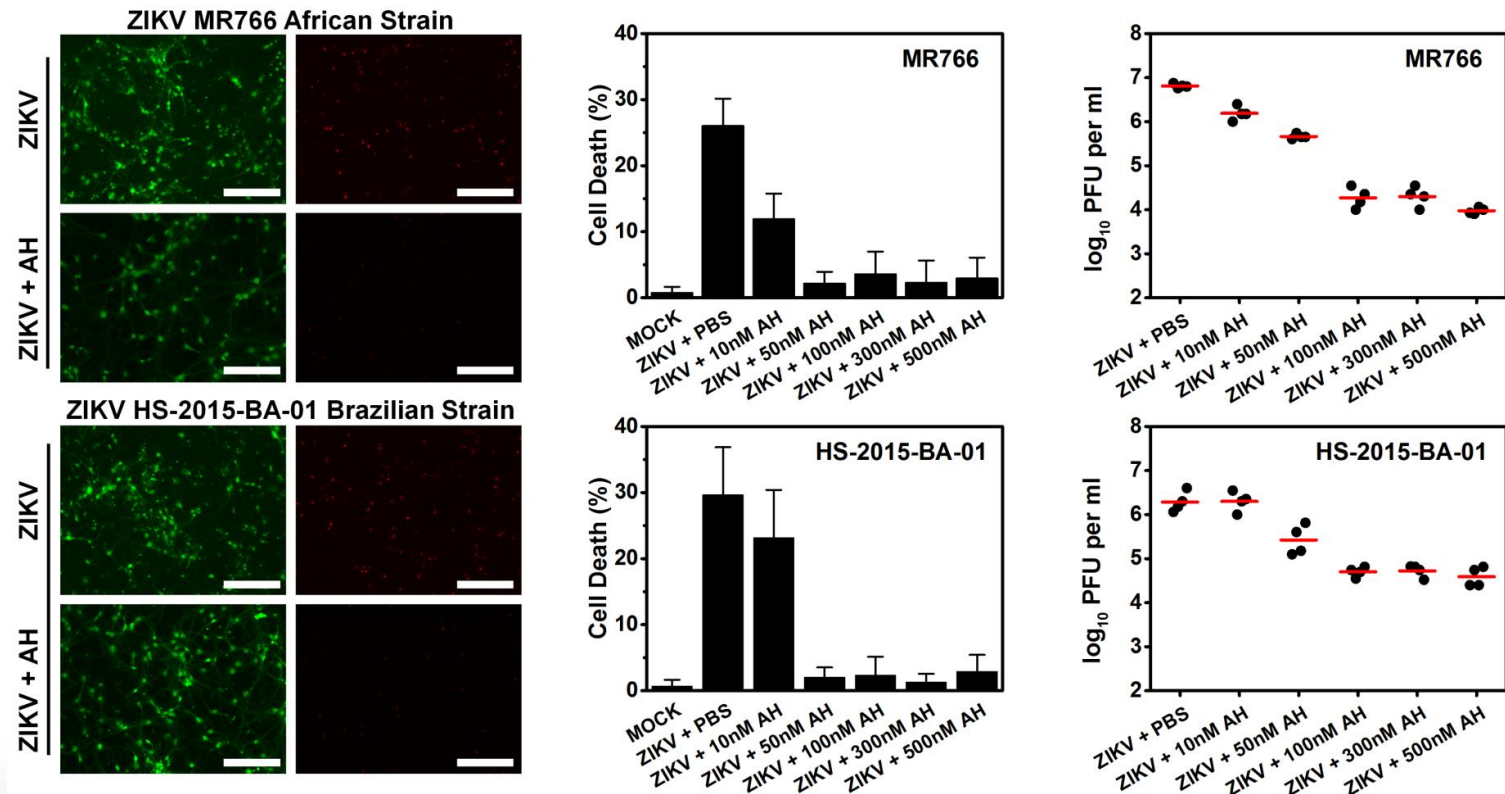 ZIKV MR766 African Strain
ZIKV
ZIKV + AH
ZIKV HS-2015-BA-01 Brazilian Strain
ZIKV
ZIKV + AH
MR766
Cell Death (%)
40
30
20
10
0
MOCK
ZIKV + PBS
ZIKV + 10nM AH
ZIKV + 50nM AH
ZIKV + 100nM AH
ZIKV + 300nM AH
ZIKV + 500nM AH
MR766
log₁₀ PFU per ml
8
7
6
5
4
3
2
ZIKV + PBS
ZIKV + 10nM AH
ZIKV + 50nM AH
ZIKV + 100nM AH
ZIKV + 300nM AH
ZIKV + 500nM AH
HS-2015-BA-01
Cell Death (%)
40
30
20
10
0
MOCK
ZIKV + PBS
ZIKV + 10nM AH
ZIKV + 50nM AH
ZIKV + 100nM AH
ZIKV + 300nM AH
ZIKV + 500nM AH
HS-2015-BA-01
log₁₀ PFU per ml
8
7
6
5
4
3
2
ZIKV + PBS
ZIKV + 10nM AH
ZIKV + 50nM AH
ZIKV + 100nM AH
ZIKV + 300nM AH
ZIKV + 500nM AH